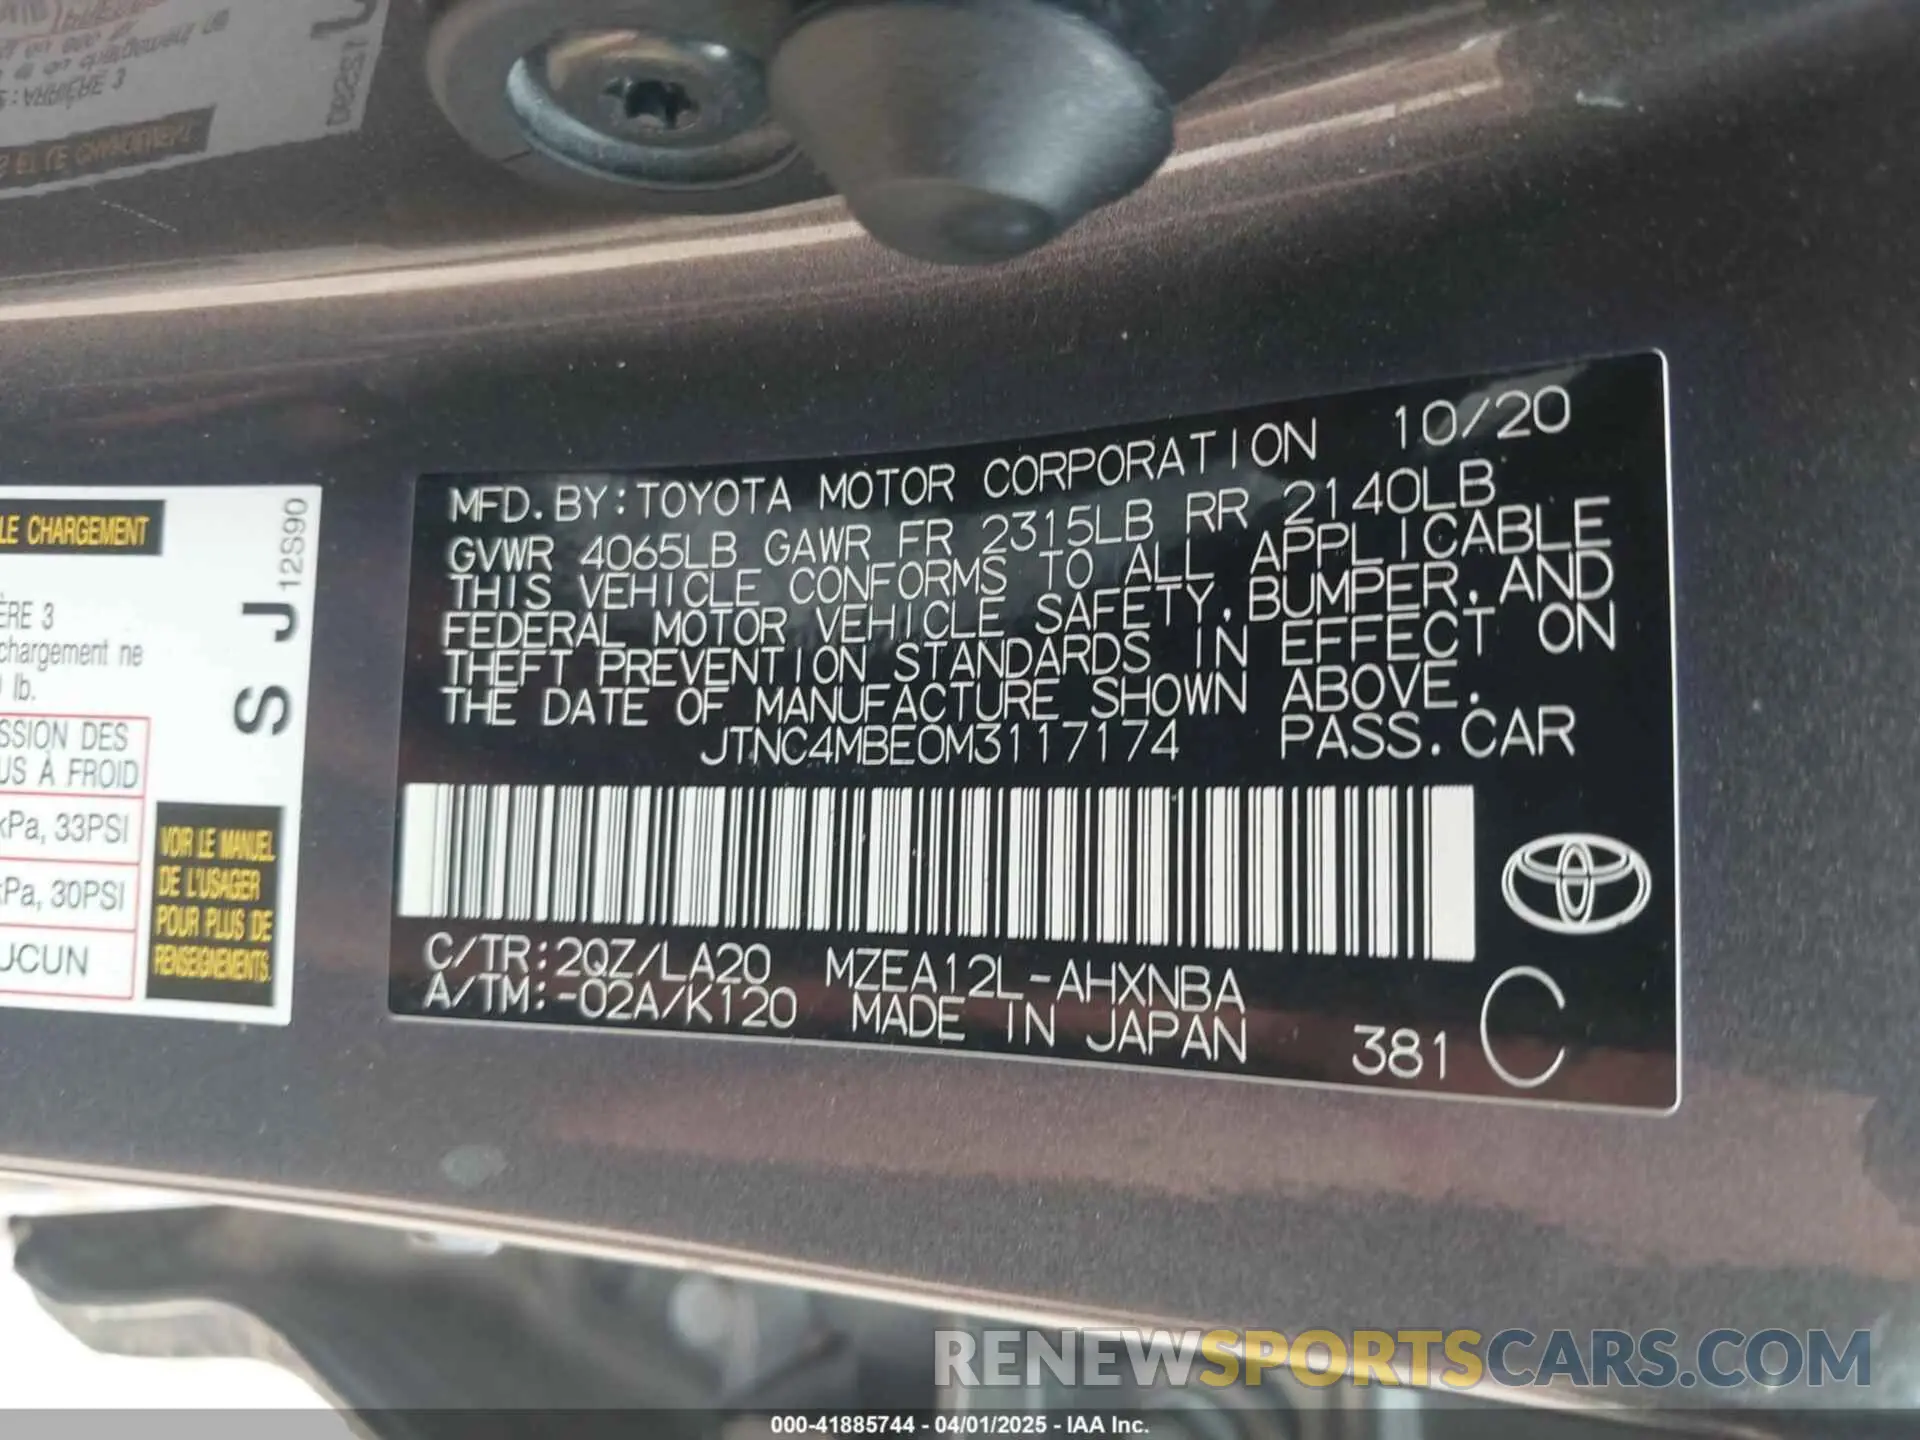 LE CHARGEMENT
ÈRE 3
chargement ne
lb.
SSION DES
US À FROID
kPa, 33PSI
kPa, 30PSI
UCUN
S J
12S90
VOIR LE MANUEL
DE L'USAGER
POUR PLUS DE
RENSEIGNEMENTS.
MFD. BY: TOYOTA MOTOR CORPORATION 10/20
GVWR 4065LB GAWR FR 2315LB RR 2140LB
THIS VEHICLE CONFORMS TO ALL APPLICABLE
FEDERAL MOTOR VEHICLE SAFETY, BUMPER, AND
THEFT PREVENTION STANDARDS IN EFFECT ON
THE DATE OF MANUFACTURE SHOWN ABOVE.
JTNC4MBE0M3117174 PASS. CAR
C/TR:2QZ/LA20 MZEA12L-AHXNBA
A/TM:-02A/K120 MADE IN JAPAN 381 C
RENEWSPORTSCARS.COM
000-41885744 - 04/01/2025 - IAA Inc.